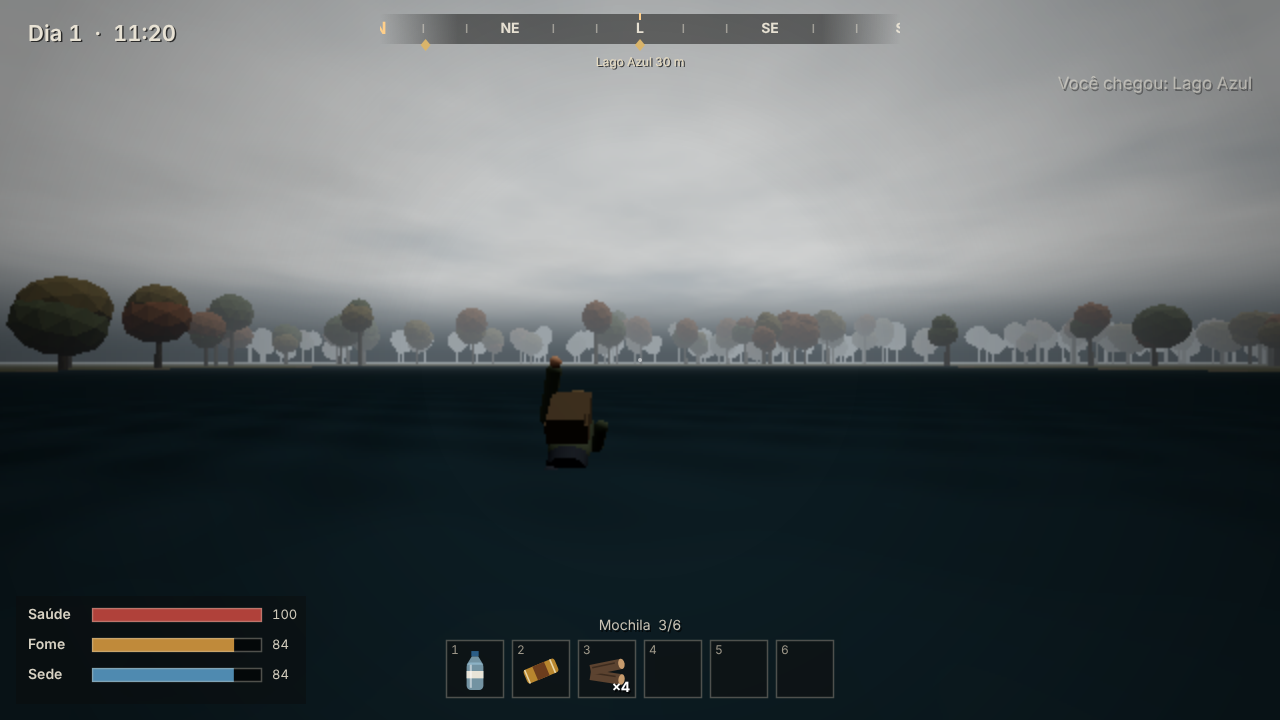 Dia 1 · 11:20
N NE L SE S
Lago Azul 30 m
Você chegou: Lago Azul
Saúde 100
Fome 84
Sede 84
Mochila 3/6
1 2 3 4 5 6
×4